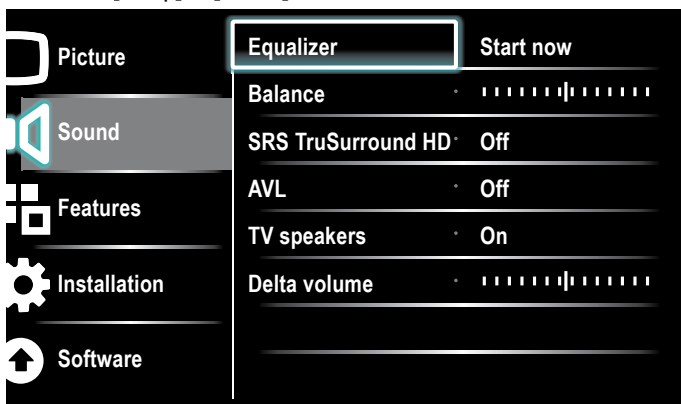 Picture
Sound
Features
Installation
Software
Equalizer Start now
Balance
SRS TruSurround HD Off
AVL Off
TV speakers On
Delta volume